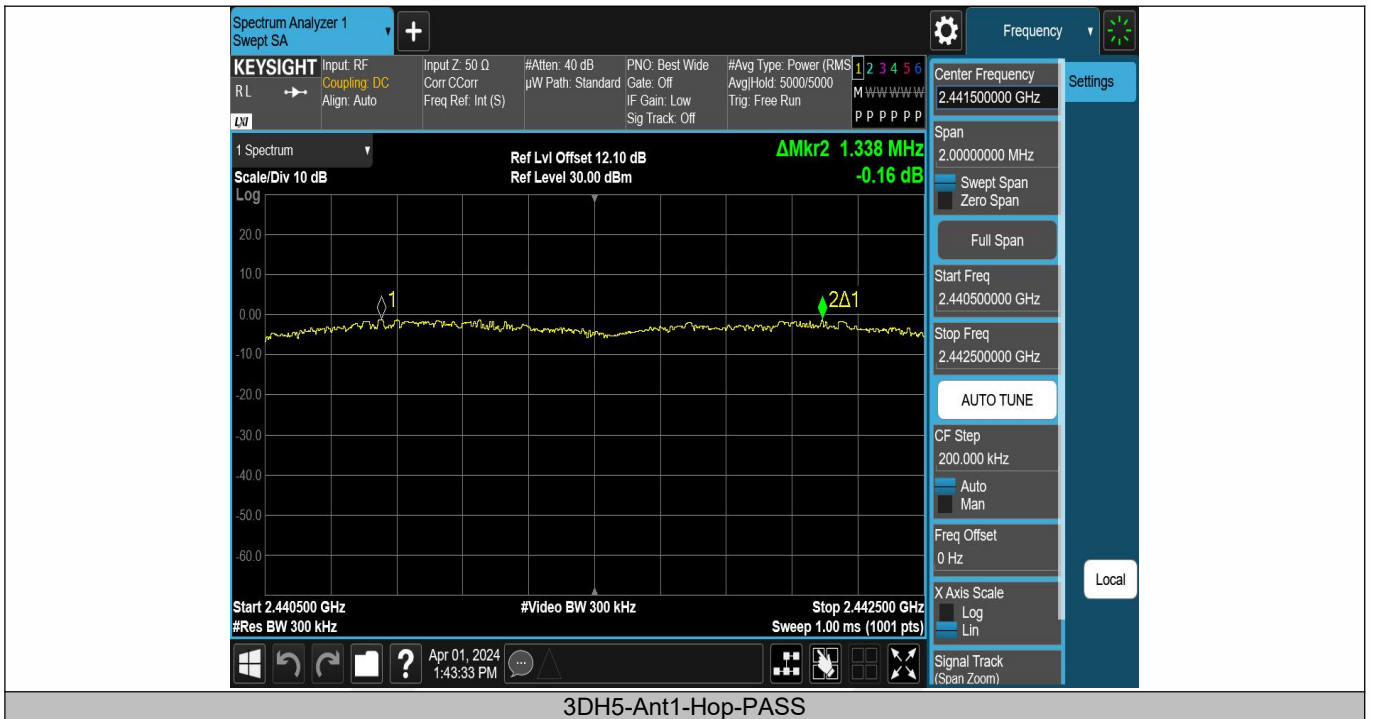 Spectrum Analyzer 1
Swept SA
Frequency
KEYSIGHT
RL
LXI
Input: RF
Coupling: DC
Align: Auto
Input Z: 50 Ω
Corr CCorr
Freq Ref: Int (S)
#Atten: 40 dB
µW Path: Standard
PNO: Best Wide
Gate: Off
IF Gain: Low
Sig Track: Off
#Avg Type: Power (RMS
Avg|Hold: 5000/5000
Trig: Free Run
1 2 3 4 5 6
M W W W W W
P P P P P P
1 Spectrum
Scale/Div 10 dB
Log
Ref Lvl Offset 12.10 dB
Ref Level 30.00 dBm
ΔMkr2 1.338 MHz
-0.16 dB
20.0
10.0
0.00
-10.0
-20.0
-30.0
-40.0
-50.0
-60.0
1
2Δ1
Start 2.440500 GHz
#Res BW 300 kHz
#Video BW 300 kHz
Stop 2.442500 GHz
Sweep 1.00 ms (1001 pts)
Apr 01, 2024
1:43:33 PM
Center Frequency
2.441500000 GHz
Settings
Span
2.00000000 MHz
Swept Span
Zero Span
Full Span
Start Freq
2.440500000 GHz
Stop Freq
2.442500000 GHz
AUTO TUNE
CF Step
200.000 kHz
Auto
Man
Freq Offset
0 Hz
X Axis Scale
Log
Lin
Local
Signal Track
(Span Zoom)
3DH5-Ant1-Hop-PASS